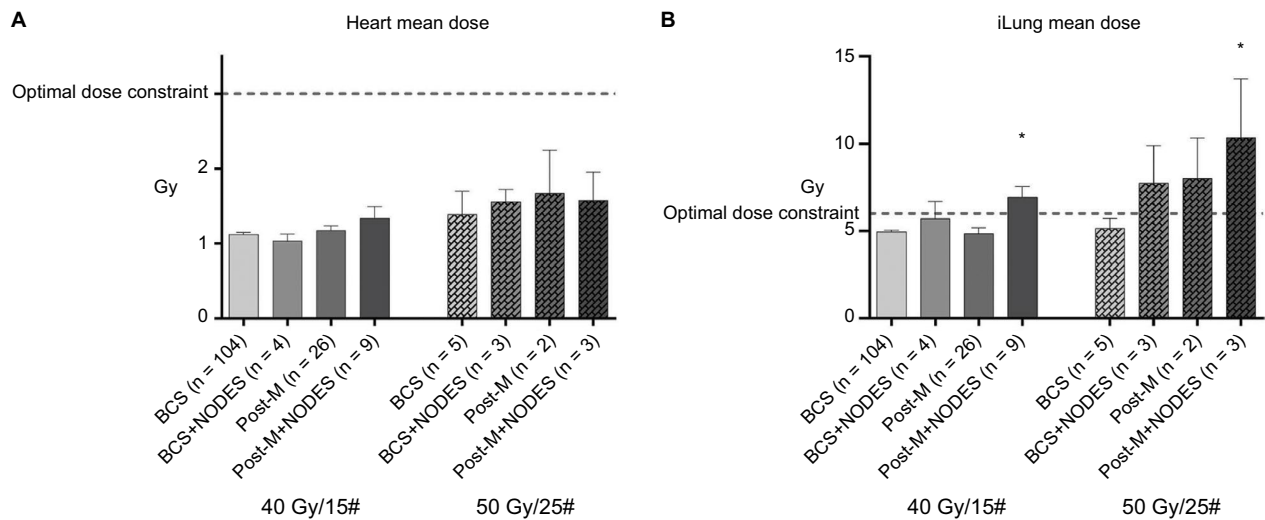 A
Heart mean dose
Optimal dose constraint
2
Gy
1
0
BCS (n = 104)
BCS+NODES (n = 4)
Post-M (n = 26)
Post-M+NODES (n = 9)
BCS (n = 5)
BCS+NODES (n = 3)
Post-M (n = 2)
Post-M+NODES (n = 3)
40 Gy/15#
50 Gy/25#
B
iLung mean dose
15
*
10
*
Gy
Optimal dose constraint
5
0
BCS (n = 104)
BCS+NODES (n = 4)
Post-M (n = 26)
Post-M+NODES (n = 9)
BCS (n = 5)
BCS+NODES (n = 3)
Post-M (n = 2)
Post-M+NODES (n = 3)
40 Gy/15#
50 Gy/25#